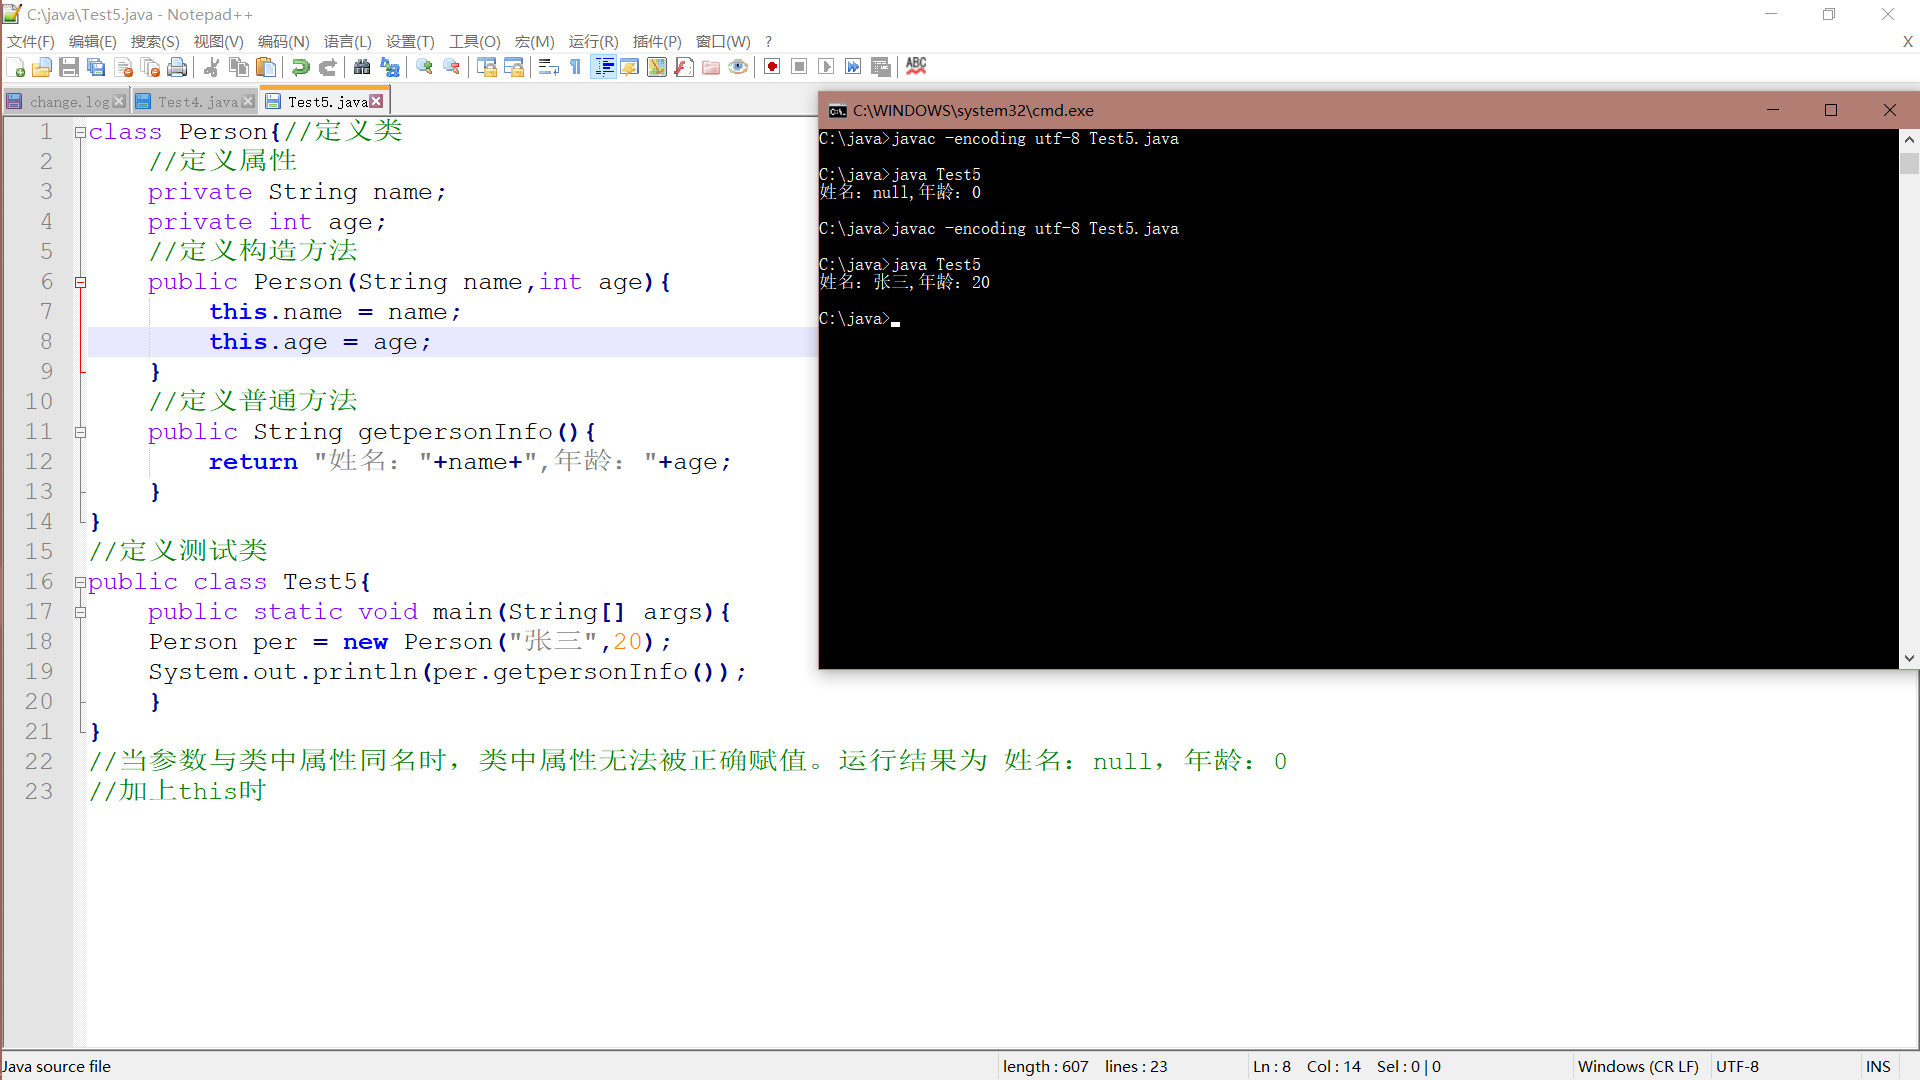 C:\java\Test5.java - Notepad++
文件(F) 编辑(E) 搜索(S) 视图(V) 编码(N) 语言(L) 设置(T) 工具(O) 宏(M) 运行(R) 插件(P) 窗口(W) ? X
ABC
change.log Test4.java Test5.java
1 class Person{//定义类
2 //定义属性
3 private String name;
4 private int age;
5 //定义构造方法
6 public Person(String name,int age){
7 this.name = name;
8 this.age = age;
9 }
10 //定义普通方法
11 public String getpersonInfo(){
12 return "姓名："+name+",年龄："+age;
13 }
14 }
15 //定义测试类
16 public class Test5{
17 public static void main(String[] args){
18 Person per = new Person("张三",20);
19 System.out.println(per.getpersonInfo());
20 }
21 }
22 //当参数与类中属性同名时，类中属性无法被正确赋值。运行结果为 姓名：null，年龄：0
23 //加上this时
C:\WINDOWS\system32\cmd.exe
C:\java>javac -encoding utf-8 Test5.java
C:\java>java Test5
姓名：null,年龄：0
C:\java>javac -encoding utf-8 Test5.java
C:\java>java Test5
姓名：张三,年龄：20
C:\java>
Java source file length : 607 lines : 23 Ln : 8 Col : 14 Sel : 0 | 0 Windows (CR LF) UTF-8 INS